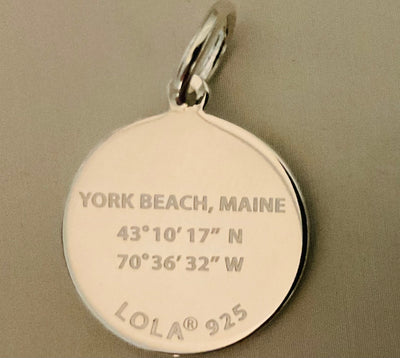 YORK BEACH, MAINE
43°10′17″ N
70°36′32″ W
LOLA® 925